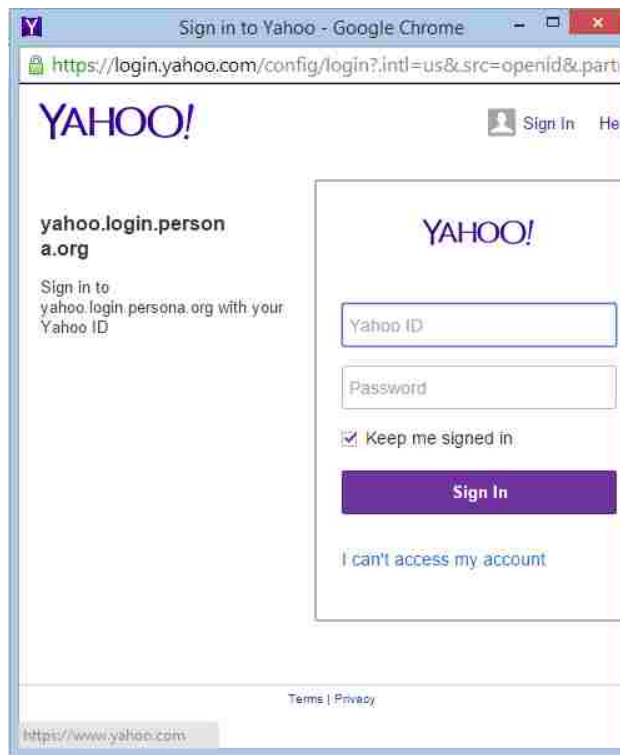 Sign in to Yahoo - Google Chrome
https://login.yahoo.com/config/login?.intl=us&.src=openid&.part
YAHOO!
Sign In He
yahoo.login.person
a.org
Sign in to
yahoo.login.persona.org with your
Yahoo ID
YAHOO!
Yahoo ID
Password
Keep me signed in
Sign In
I can't access my account
Terms | Privacy
https://www.yahoo.com